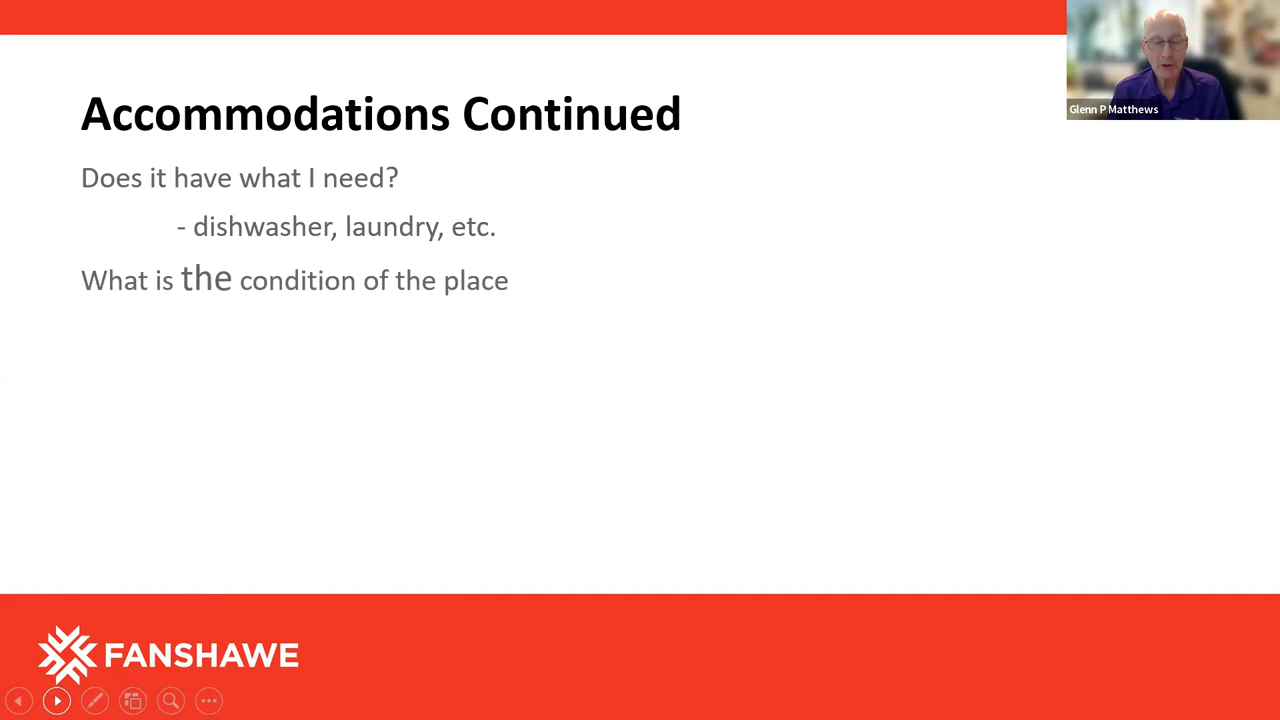 Glenn P Matthews
Accommodations Continued
Does it have what I need?
- dishwasher, laundry, etc.
What is the condition of the place
FANSHAWE